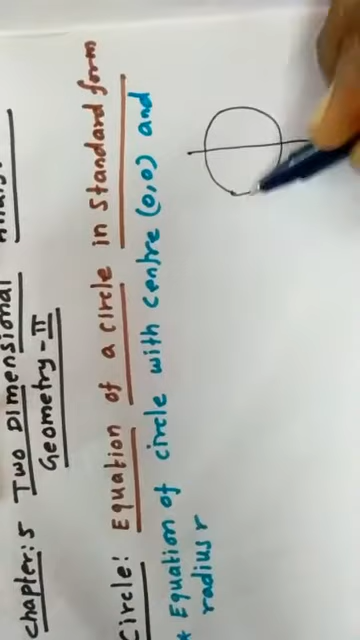 chapter:5 Two Dimensional
Geometry-II
Circle: Equation of a circle in Standard form
* Equation of circle with centre (0,0) and
radius r